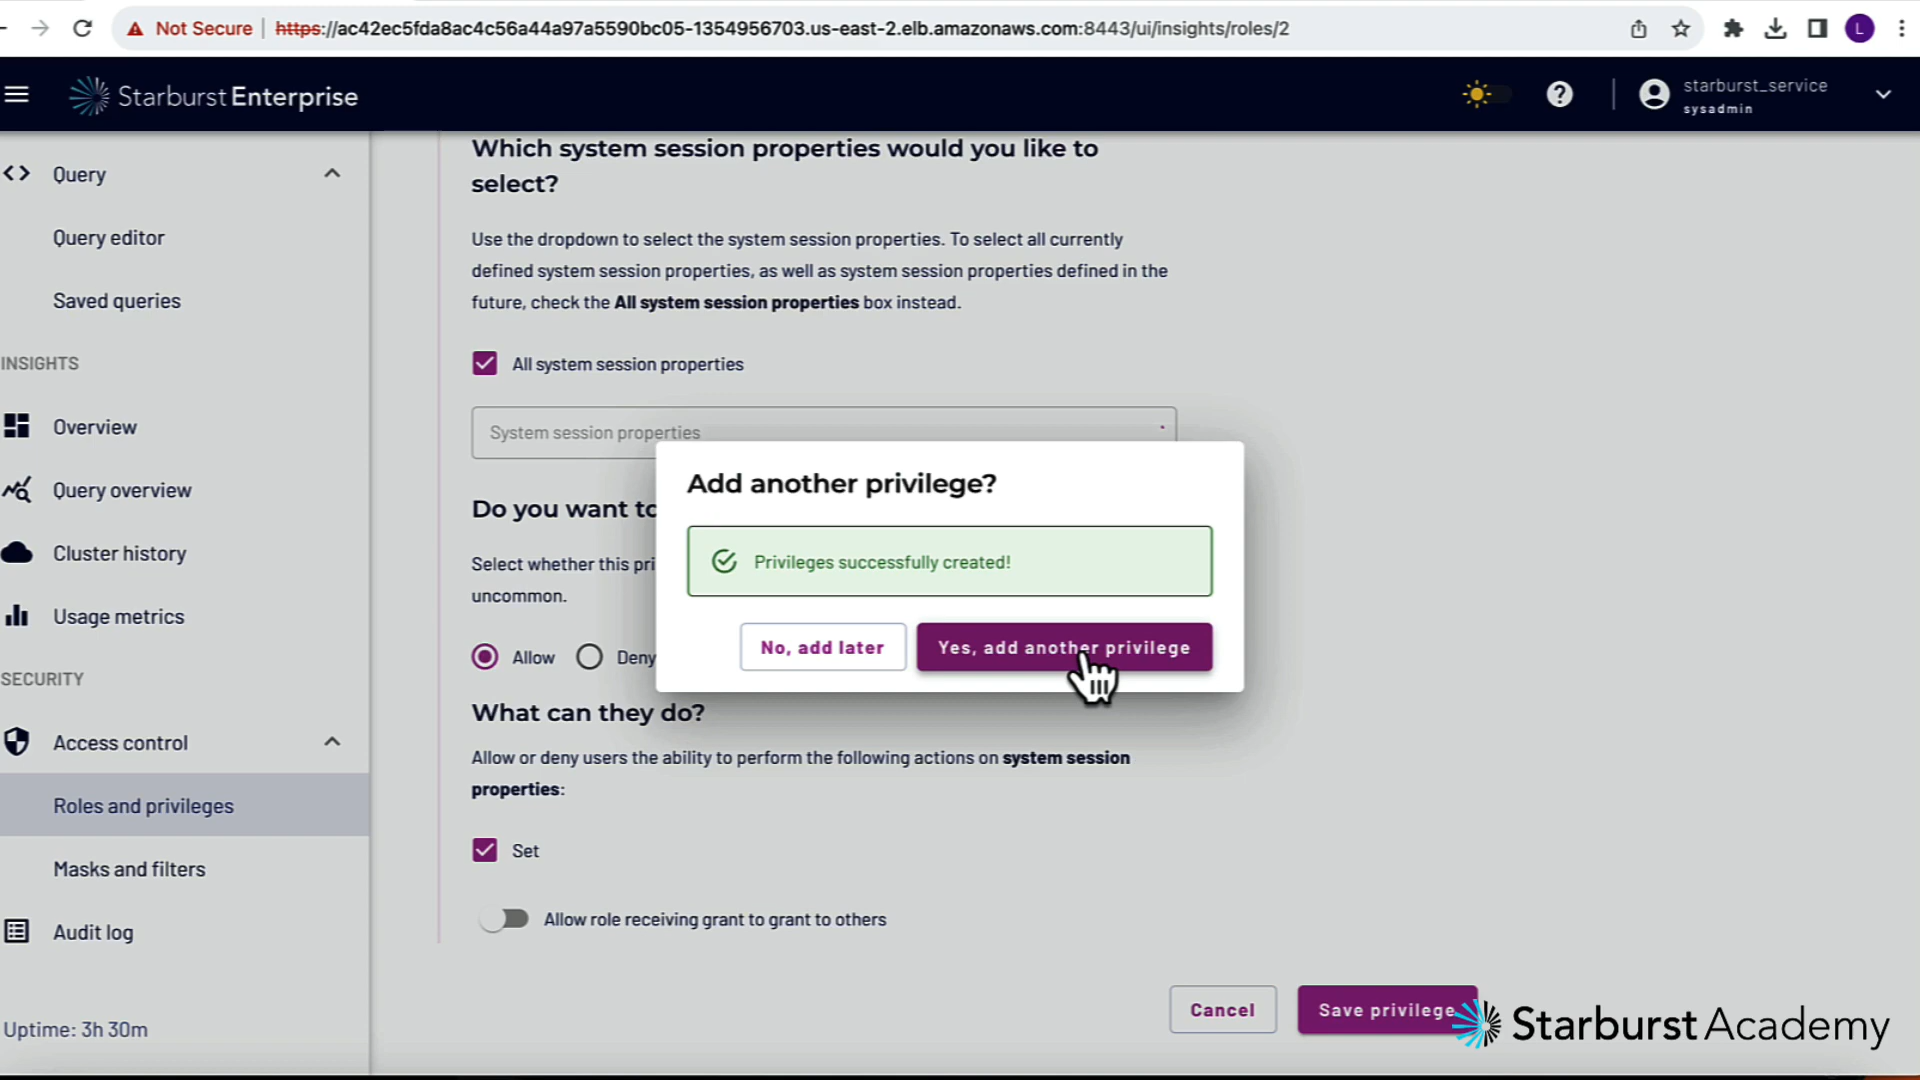 Not Secure | https://ac42ec5fda8ac4c56a44a97a5590bc05-1354956703.us-east-2.elb.amazonaws.com:8443/ui/insights/roles/2
L
Starburst Enterprise
starburst_service
sysadmin
Query
Query editor
Saved queries
INSIGHTS
Overview
Query overview
Cluster history
Usage metrics
SECURITY
Access control
Roles and privileges
Masks and filters
Audit log
Uptime: 3h 30m
Which system session properties would you like to
select?
Use the dropdown to select the system session properties. To select all currently
defined system session properties, as well as system session properties defined in the
future, check the All system session properties box instead.
All system session properties
System session properties
Do you want to
Select whether this pri
uncommon.
Allow
Deny
Add another privilege?
Privileges successfully created!
No, add later
Yes, add another privilege
What can they do?
Allow or deny users the ability to perform the following actions on system session
properties:
Set
Allow role receiving grant to grant to others
Cancel
Save privilege
Starburst Academy